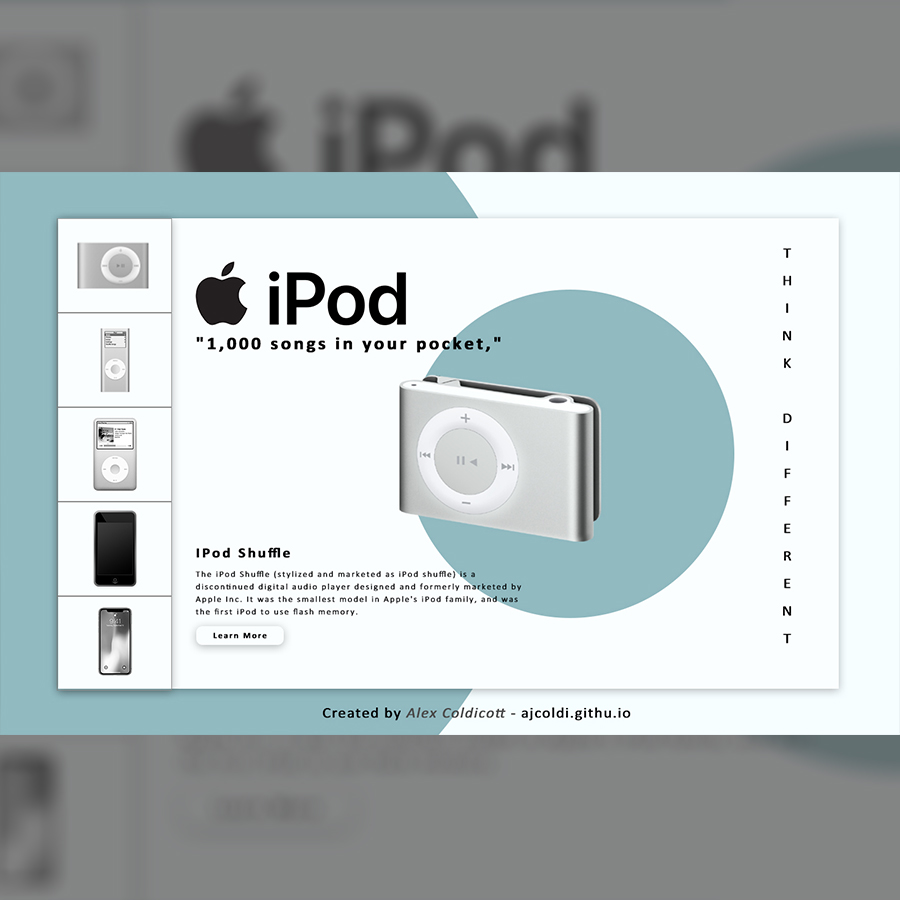 iPod
"1,000 songs in your pocket,"
THINK DIFFERENT
IPod Shuffle
The iPod Shuffle (stylized and marketed as iPod shuffle) is a
discontinued digital audio player designed and formerly marketed by
Apple Inc. It was the smallest model in Apple's iPod family, and was
the first iPod to use flash memory.
Learn More
Created by Alex Coldicott - ajcoldi.githu.io